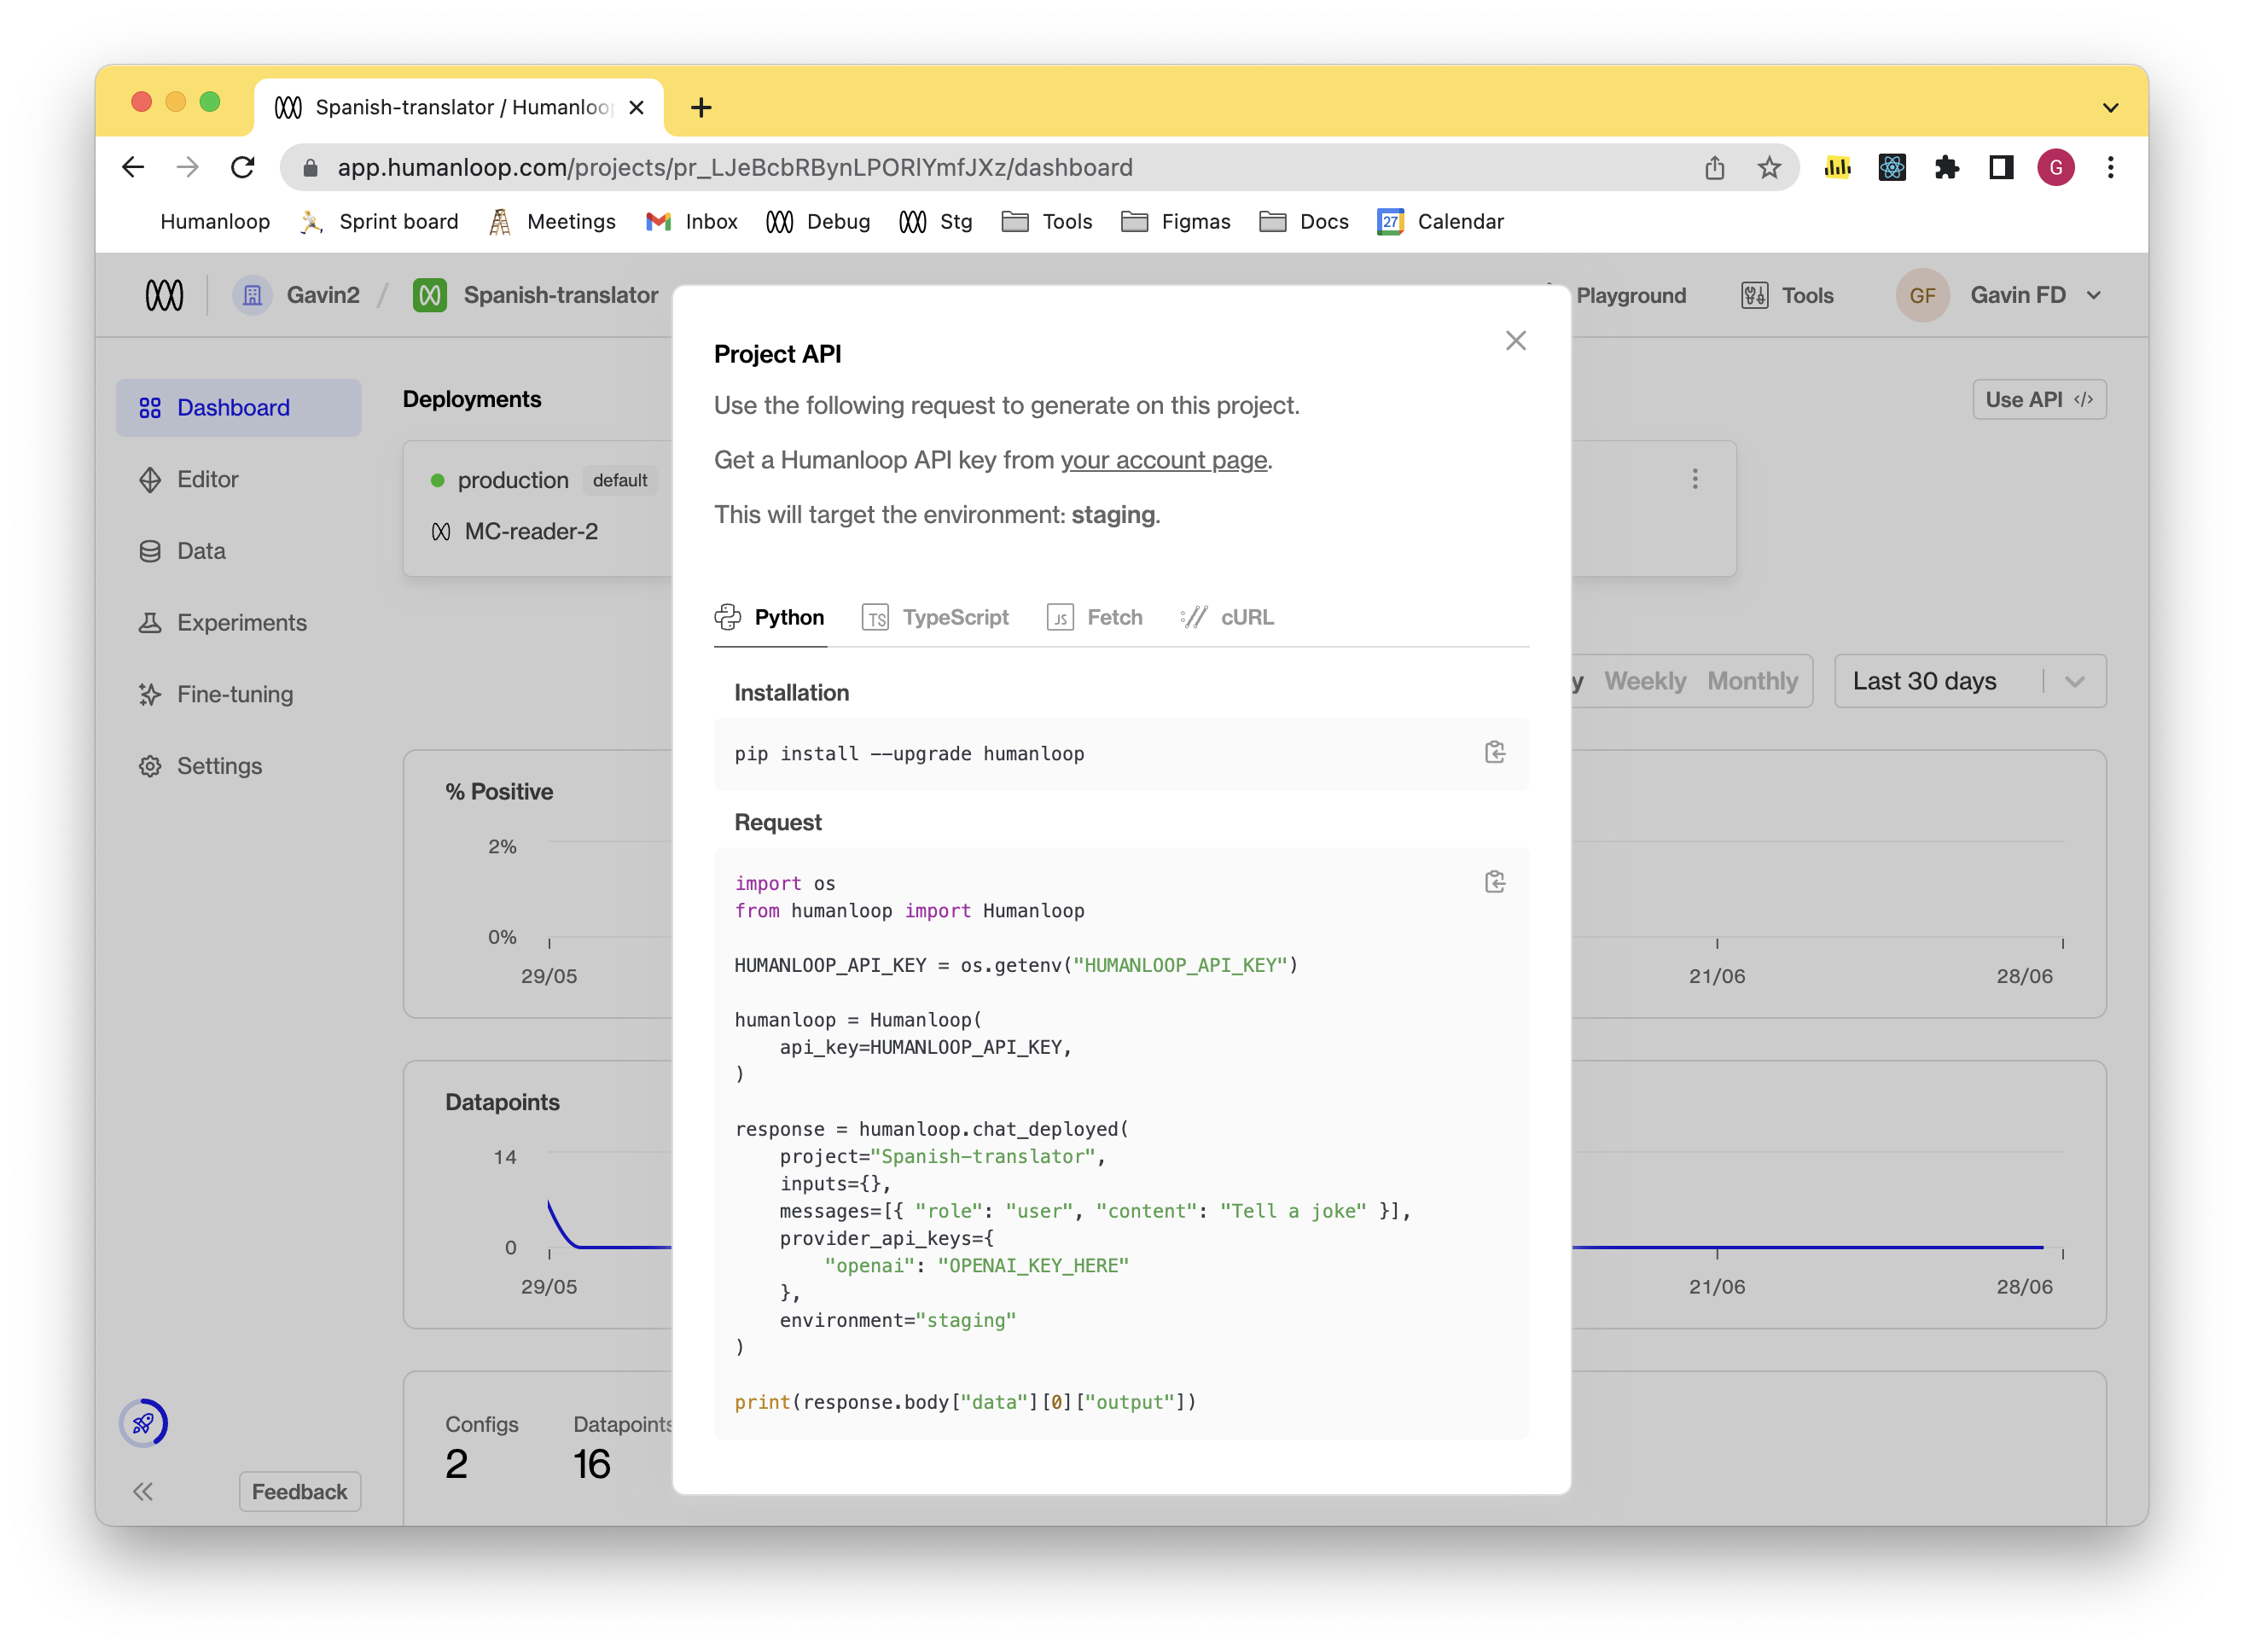 Spanish-translator / Humanloo
app.humanloop.com/projects/pr_LJeBcbRBynLPORlYmfJXz/dashboard
G
Humanloop Sprint board Meetings Inbox Debug Stg Tools Figmas Docs 27 Calendar
Gavin2 / Spanish-translator Playground Tools GF Gavin FD
Project API
Use the following request to generate on this project.
Get a Humanloop API key from your account page.
This will target the environment: staging.
Python TS TypeScript JS Fetch cURL
Installation
pip install --upgrade humanloop
Request
import os
from humanloop import Humanloop
HUMANLOOP_API_KEY = os.getenv("HUMANLOOP_API_KEY")
humanloop = Humanloop(
    api_key=HUMANLOOP_API_KEY,
)
response = humanloop.chat_deployed(
    project="Spanish-translator",
    inputs={},
    messages=[{ "role": "user", "content": "Tell a joke" }],
    provider_api_keys={
        "openai": "OPENAI_KEY_HERE"
    },
    environment="staging"
)
print(response.body["data"][0]["output"])
Dashboard
Editor
Data
Experiments
Fine-tuning
Settings
Feedback
Deployments
Use API </>
production default
MC-reader-2
y Weekly Monthly Last 30 days
% Positive
2%
0%
29/05 21/06 28/06
Datapoints
14
0
29/05 21/06 28/06
Configs Datapoints
2 16